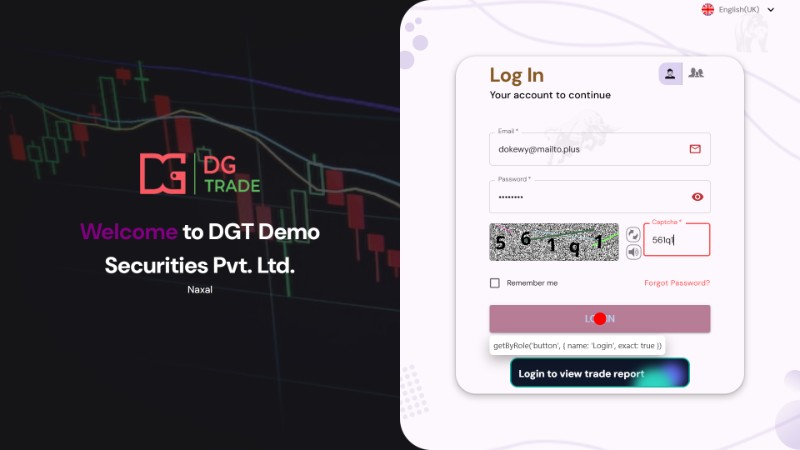 English(UK)
DG
TRADE
Welcome to DGT Demo
Securities Pvt. Ltd.
Naxal
Log In
Your account to continue
Email *
dokewy@mailto.plus
Password *
••••••••
5 6 1 q 1
Captcha *
561q1
Remember me
Forgot Password?
getByRole('button', { name: 'Login', exact: true })
Login to view trade report